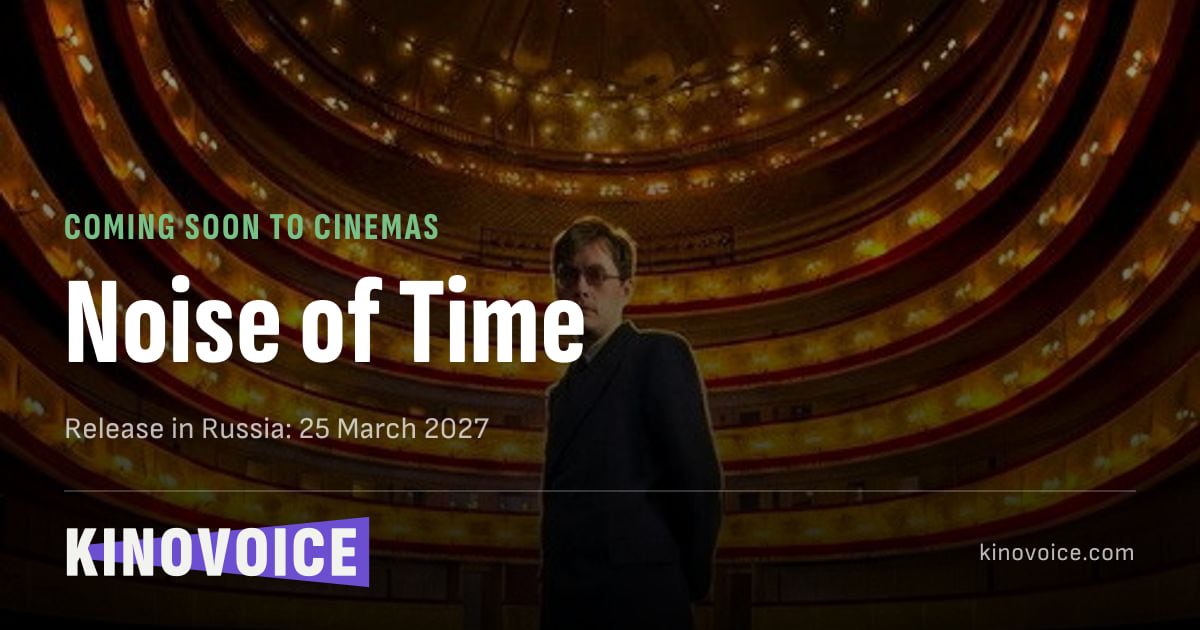 COMING SOON TO CINEMAS
Noise of Time
Release in Russia: 25 March 2027
KINOVOICE
kinovoice.com